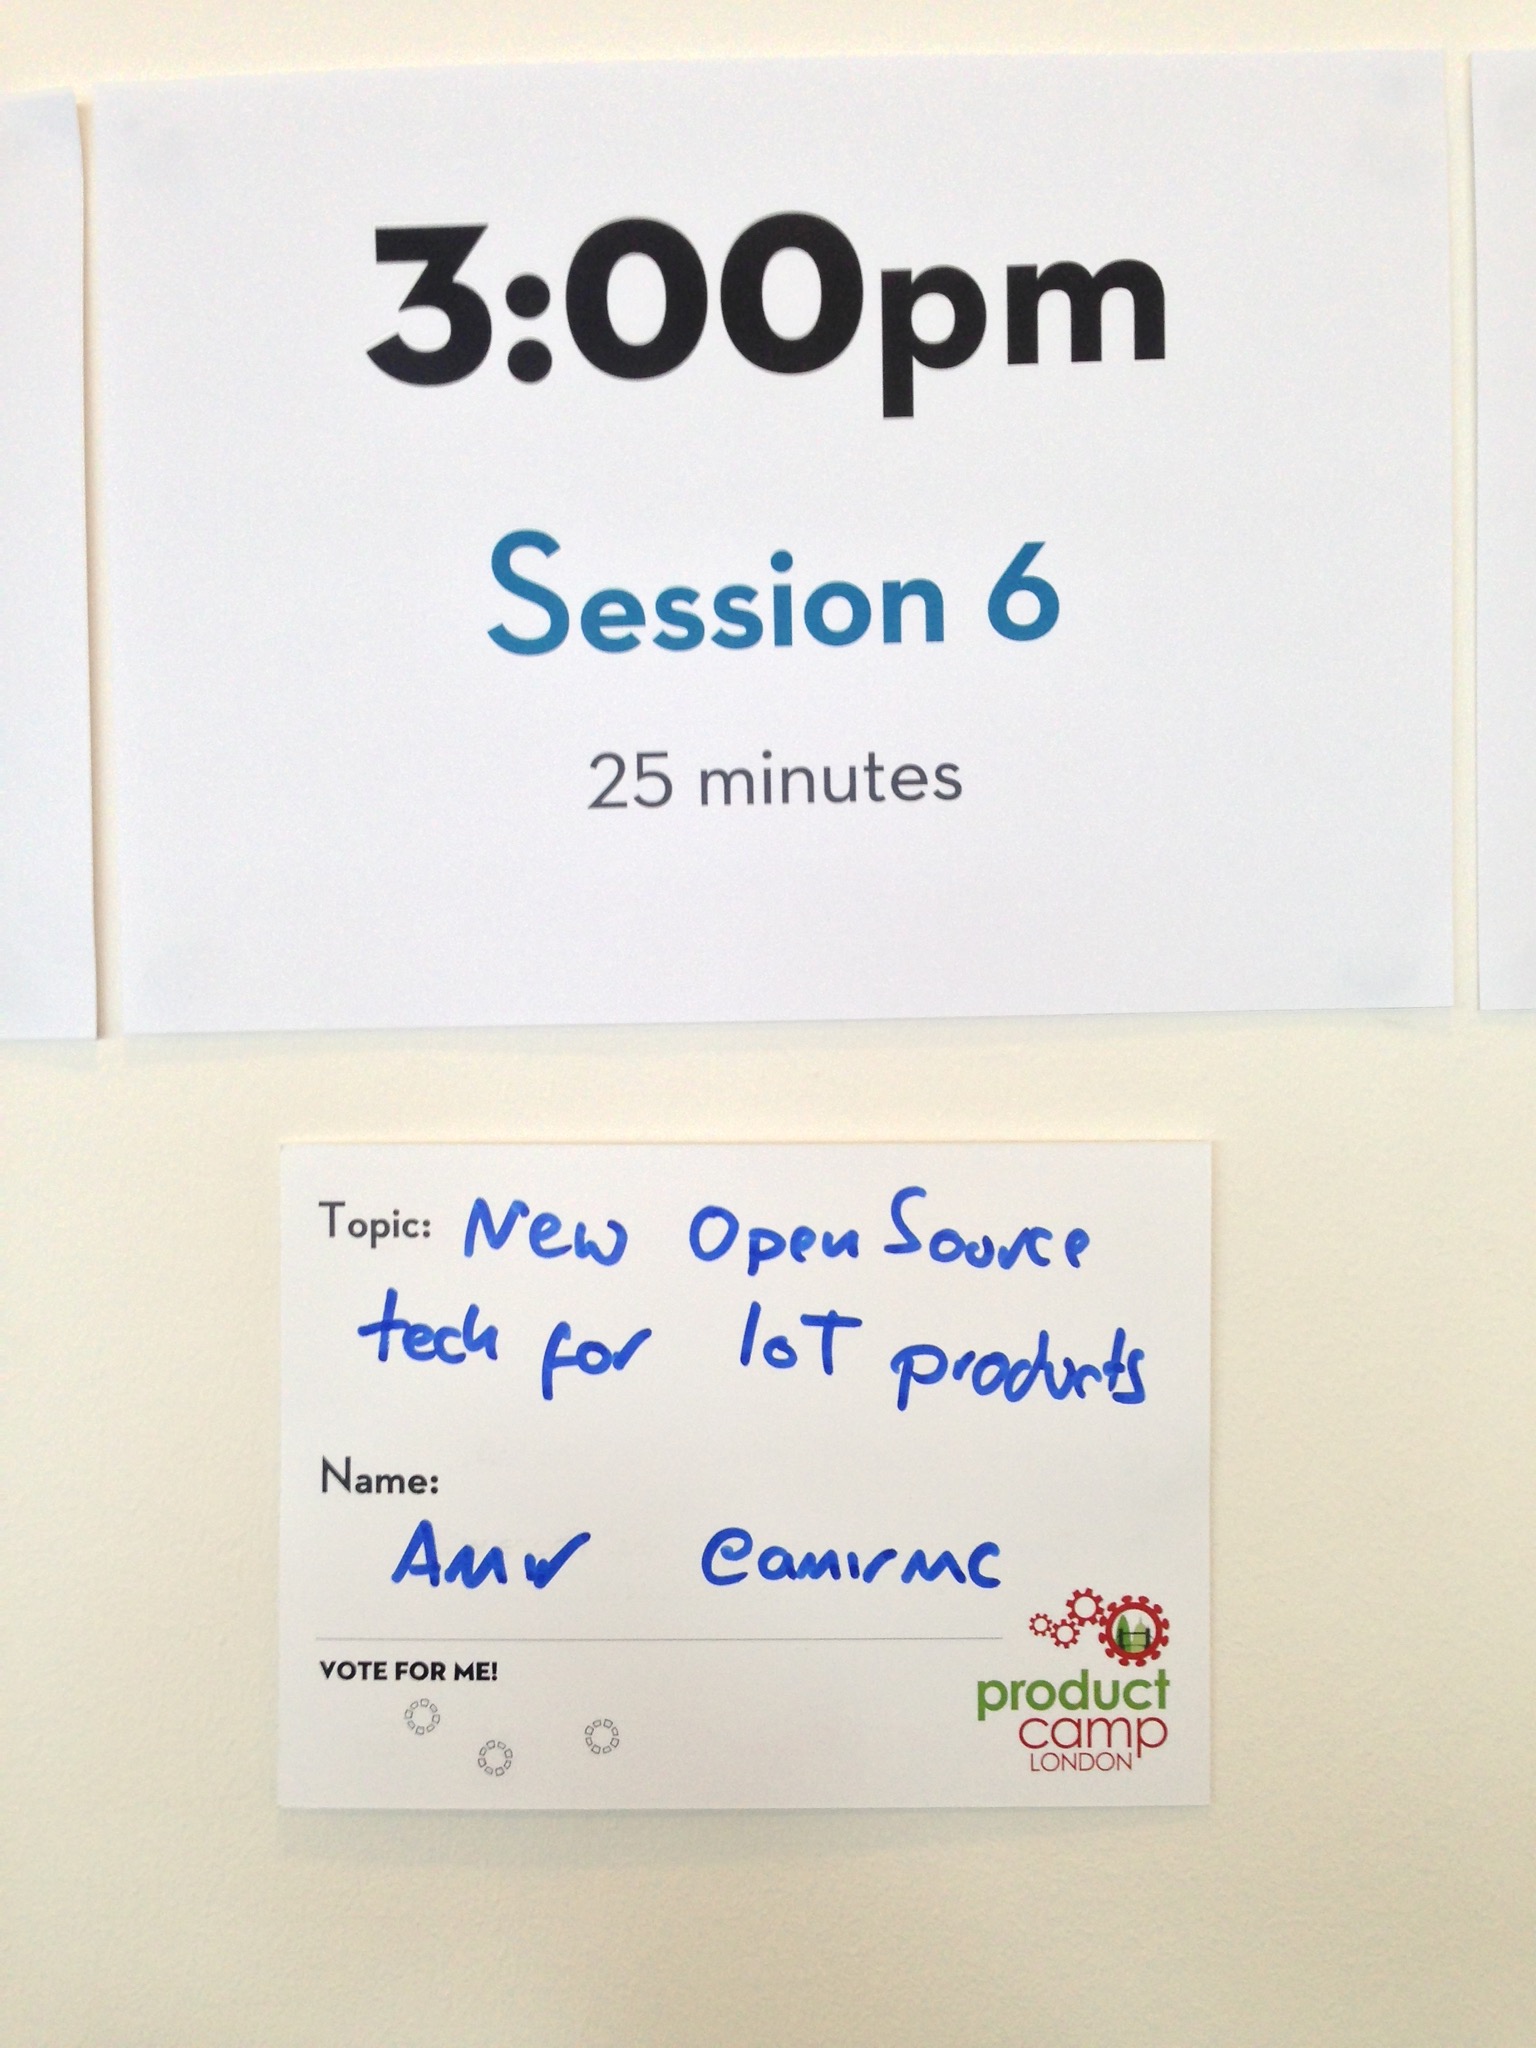 3:00pm
Session 6
25 minutes
Topic: New Open Source
tech for IoT products
Name:
Amir @amirmc
VOTE FOR ME!
product
camp
LONDON